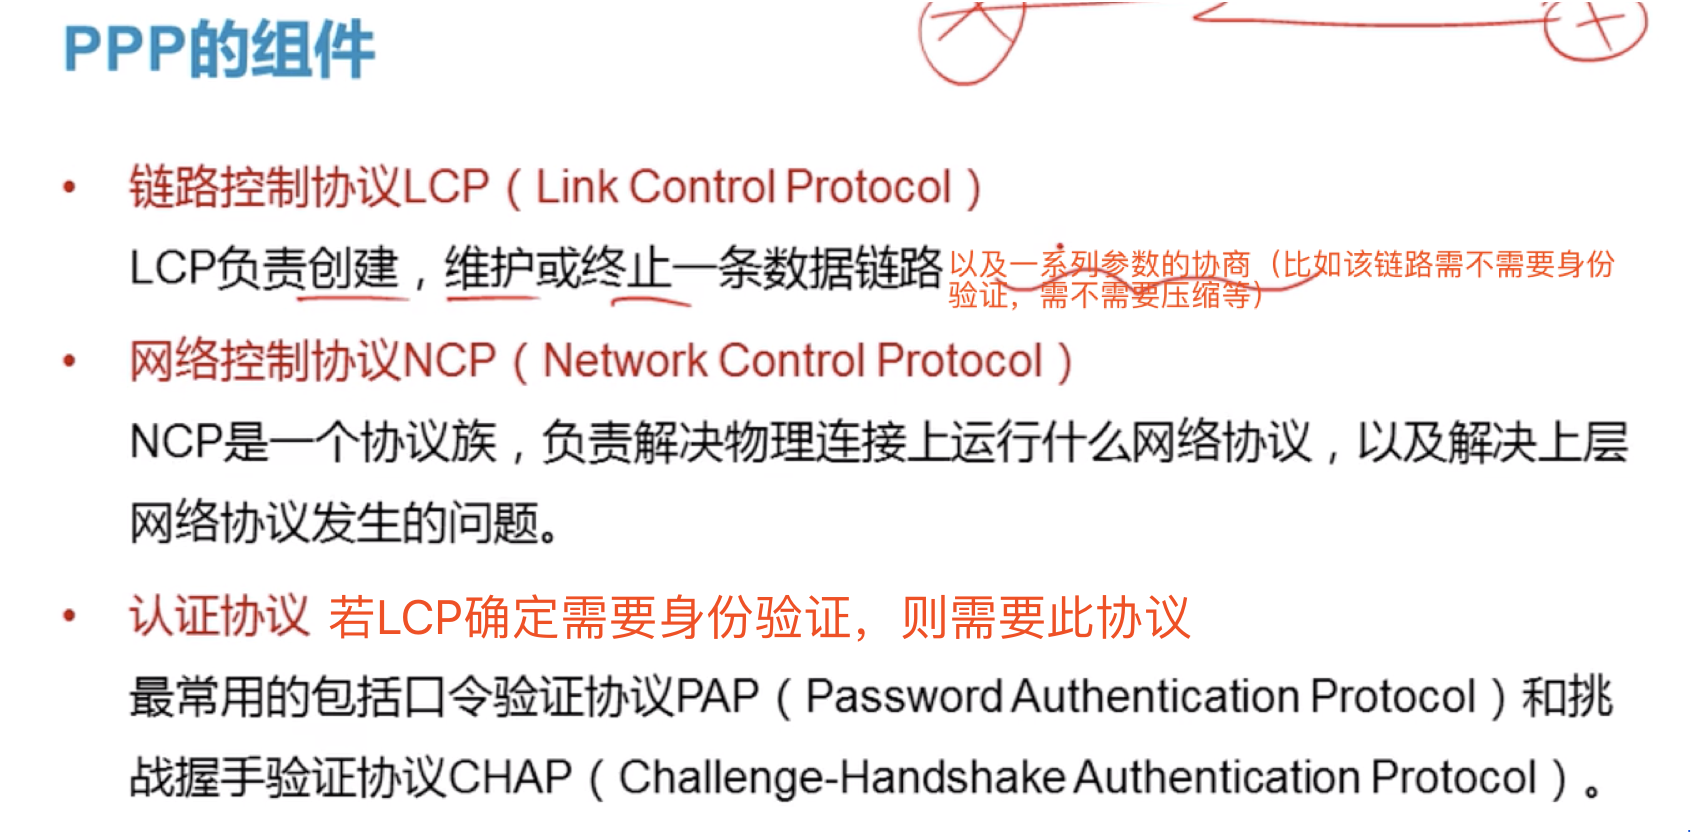 PPP的组件
• 链路控制协议LCP（Link Control Protocol）
LCP负责创建，维护或终止一条数据链路以及一系列参数的协商（比如该链路需不需要身份
验证，需不需要压缩等）
• 网络控制协议NCP（Network Control Protocol）
NCP是一个协议族，负责解决物理连接上运行什么网络协议，以及解决上层
网络协议发生的问题。
• 认证协议 若LCP确定需要身份验证，则需要此协议
最常用的包括口令验证协议PAP（Password Authentication Protocol）和挑
战握手验证协议CHAP（Challenge-Handshake Authentication Protocol）。